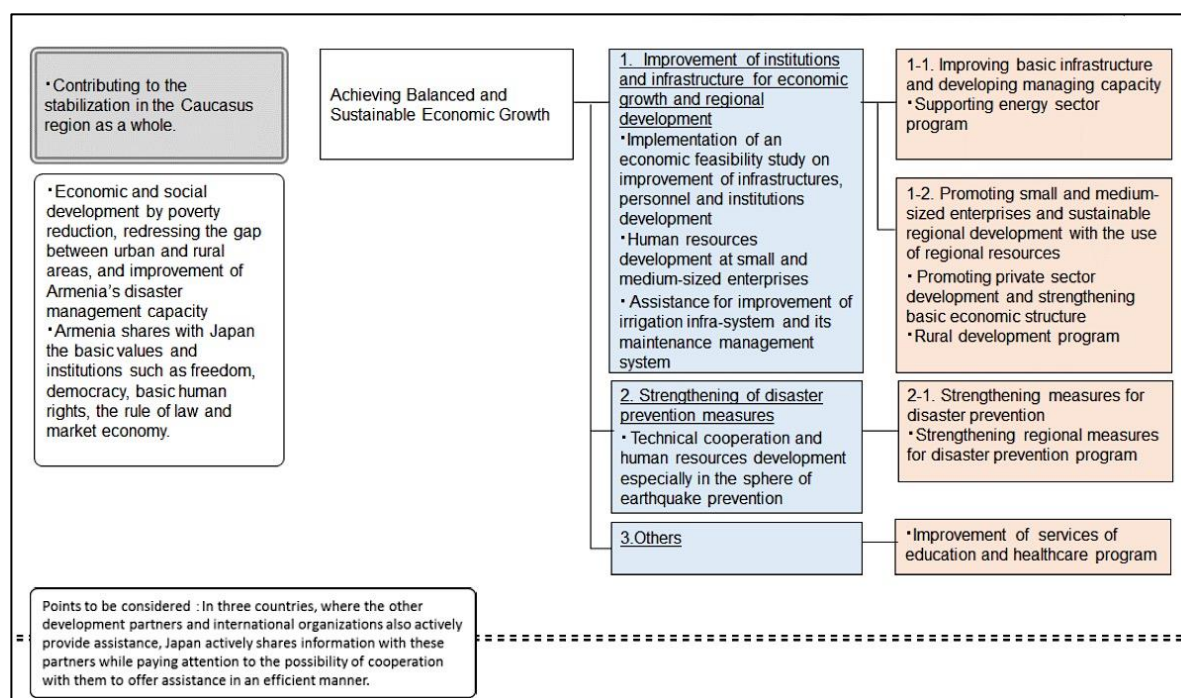 ・Contributing to the
stabilization in the Caucasus
region as a whole.
・Economic and social
development by poverty
reduction, redressing the gap
between urban and rural
areas, and improvement of
Armenia's disaster
management capacity
・Armenia shares with Japan
the basic values and
institutions such as freedom,
democracy, basic human
rights, the rule of law and
market economy.
Achieving Balanced and
Sustainable Economic Growth
1. Improvement of institutions
and infrastructure for economic
growth and regional
development
・Implementation of an
economic feasibility study on
improvement of infrastructures,
personnel and institutions
development
・Human resources
development at small and
medium-sized enterprises
・Assistance for improvement of
irrigation infra-system and its
maintenance management
system
2. Strengthening of disaster
prevention measures
・Technical cooperation and
human resources development
especially in the sphere of
earthquake prevention
3.Others
1-1. Improving basic infrastructure
and developing managing capacity
・Supporting energy sector
program
1-2. Promoting small and medium-
sized enterprises and sustainable
regional development with the use
of regional resources
・Promoting private sector
development and strengthening
basic economic structure
・Rural development program
2-1. Strengthening measures for
disaster prevention
・Strengthening regional measures
for disaster prevention program
・Improvement of services of
education and healthcare program
Points to be considered : In three countries, where the other
development partners and international organizations also actively
provide assistance, Japan actively shares information with these
partners while paying attention to the possibility of cooperation
with them to offer assistance in an efficient manner.